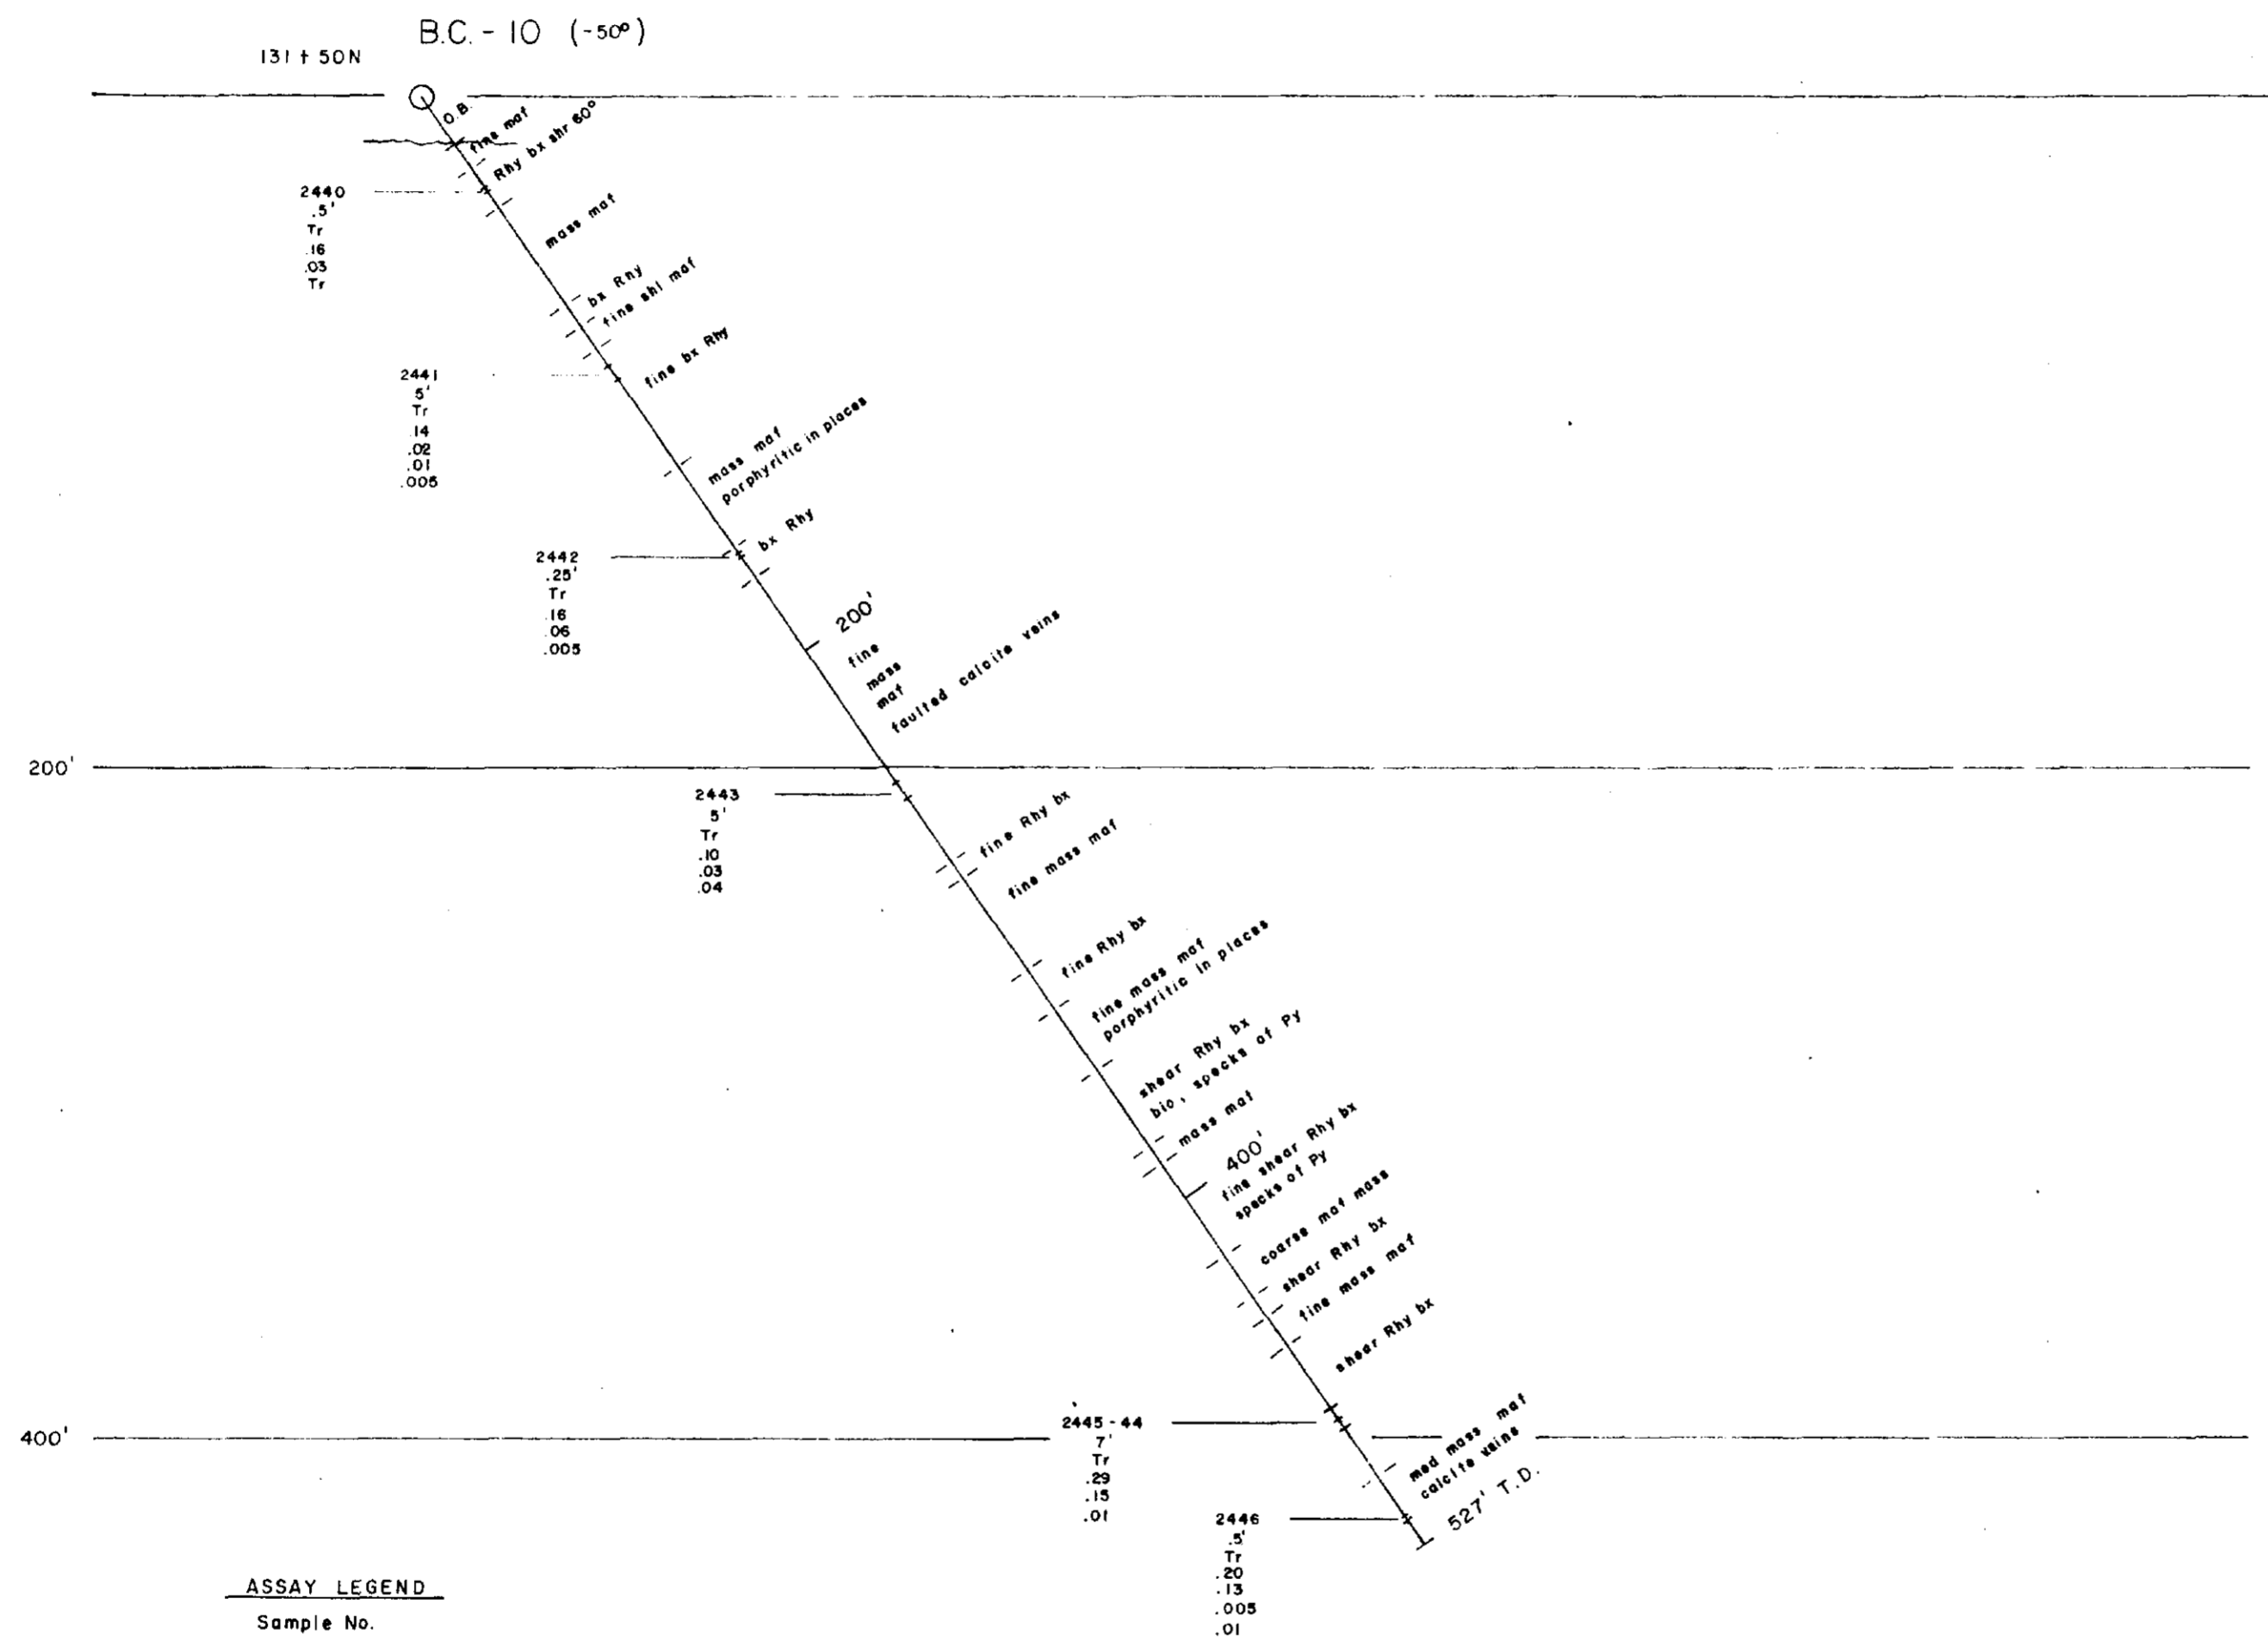 B.C. - 10 (-50°)
131 + 50N
O.B.
fine maf
Rhy bx shr 60°
2440
.5'
Tr
.16
.03
Tr
mass maf
bx Rhy
fine shl maf
fine bx Rhy
2441
5'
Tr
.14
.02
.01
.005
mass maf
porphyritic in places
bx Rhy
2442
.25'
Tr
.16
.06
.005
200'
fine
mass
maf
faulted calcite veins
200'
2443
5'
Tr
.10
.03
.04
fine Rhy bx
fine mass maf
fine Rhy bx
fine mass maf
porphyritic in places
shear Rhy bx
bio, specks of Py
mass maf
400'
fine shear Rhy bx
specks of Py
coarse maf mass
shear Rhy bx
fine mass maf
shear Rhy bx
400'
2445-44
7'
Tr
.29
.15
.01
med mass maf
calcite veins
527' T.D.
2446
.5'
Tr
.20
.13
.005
.01
ASSAY LEGEND
Sample No.